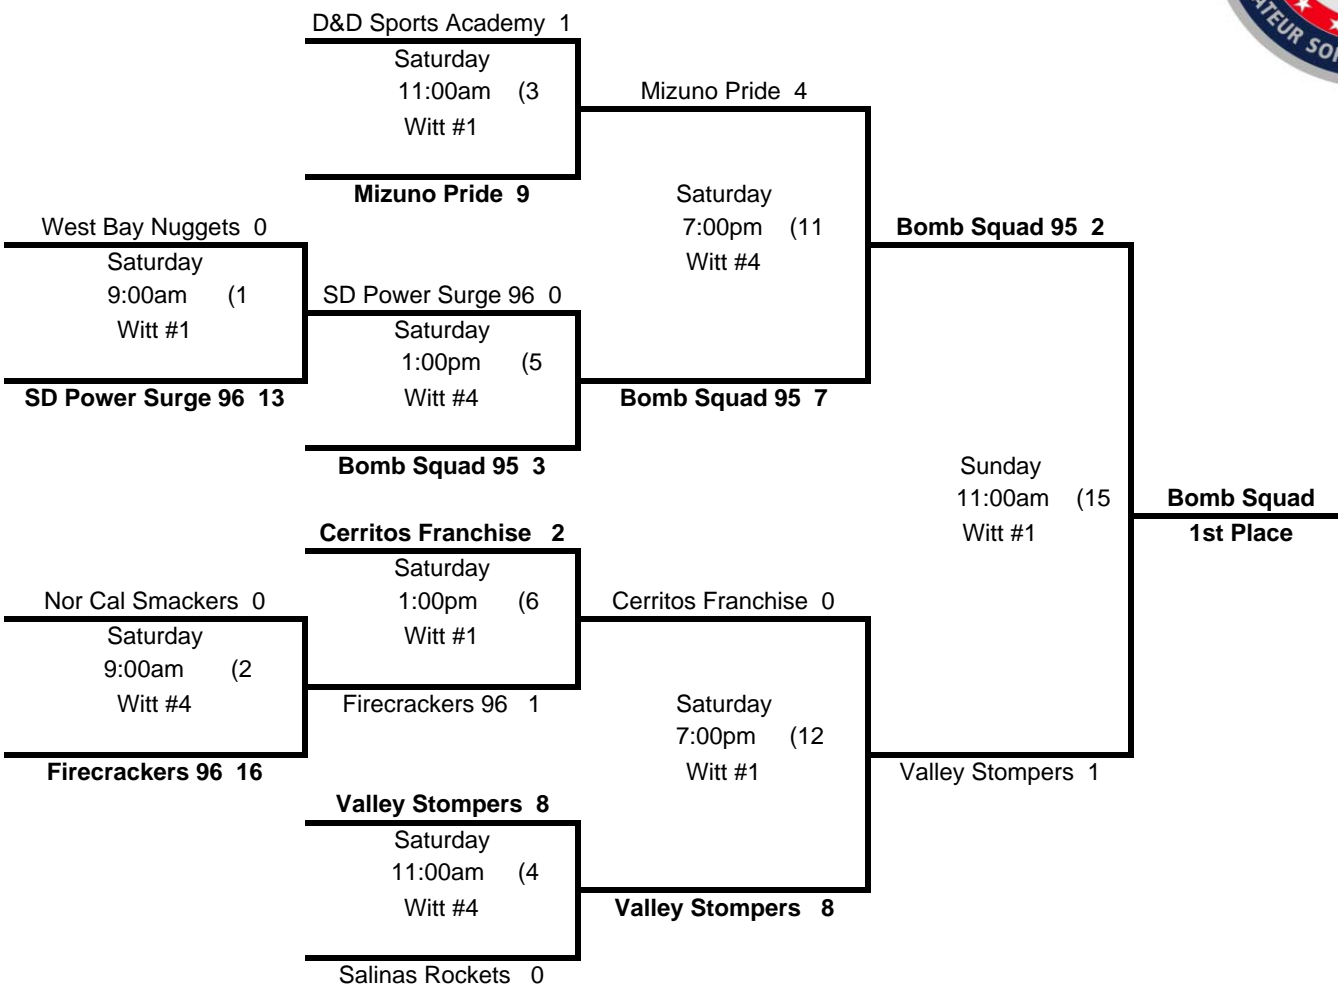 D&D Sports Academy  1
Saturday
11:00am (3
Witt #1
Mizuno Pride  9
Mizuno Pride  4
West Bay Nuggets  0
Saturday
9:00am (1
Witt #1
SD Power Surge 96  13
SD Power Surge 96  0
Saturday
1:00pm (5
Witt #4
Bomb Squad 95  3
Saturday
7:00pm (11
Witt #4
Bomb Squad 95  7
Bomb Squad 95  2
Sunday
11:00am (15
Witt #1
Bomb Squad
1st Place
Cerritos Franchise  2
Saturday
1:00pm (6
Witt #1
Firecrackers 96  1
Nor Cal Smackers  0
Saturday
9:00am (2
Witt #4
Firecrackers 96  16
Cerritos Franchise  0
Saturday
7:00pm (12
Witt #1
Valley Stompers  8
Valley Stompers  1
Valley Stompers  8
Saturday
11:00am (4
Witt #4
Salinas Rockets  0